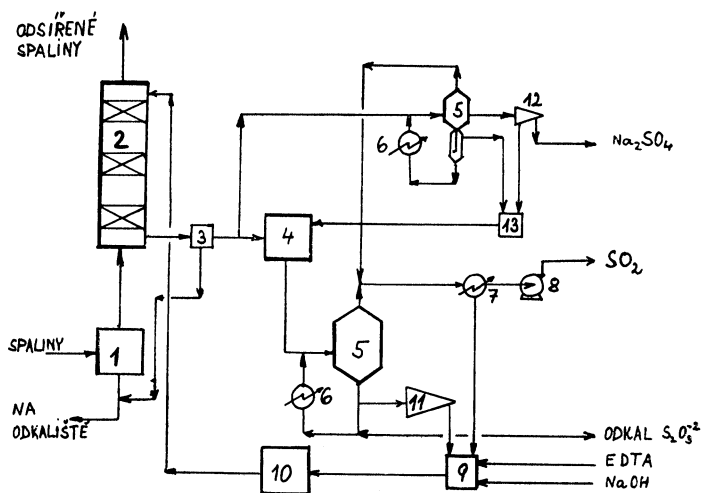 ODSÍŘENÉ
SPALINY
2
5
12
6
Na₂SO₄
3
4
13
SO₂
7
8
SPALINY
1
5
6
11
NA
ODKALIŠTĚ
ODKAL S₂O₃⁻²
10
9
EDTA
NaOH